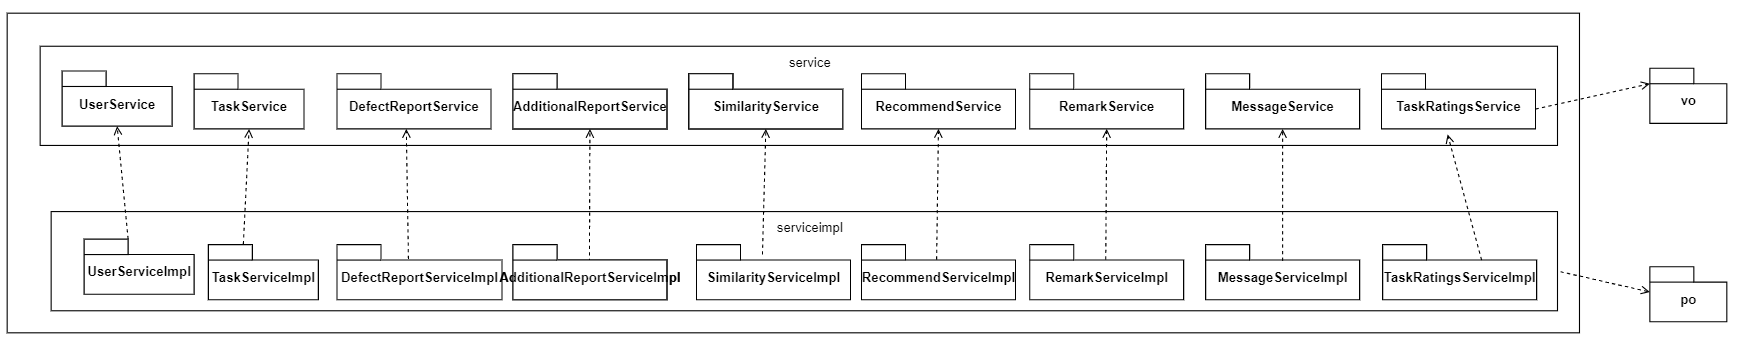 service
UserService
TaskService
DefectReportService
AdditionalReportService
SimilarityService
RecommendService
RemarkService
MessageService
TaskRatingsService
vo
serviceimpl
UserServiceImpl
TaskServiceImpl
DefectReportServiceImpl
AdditionalReportServiceImpl
SimilarityServiceImpl
RecommendServiceImpl
RemarkServiceImpl
MessageServiceImpl
TaskRatingsServiceImpl
po